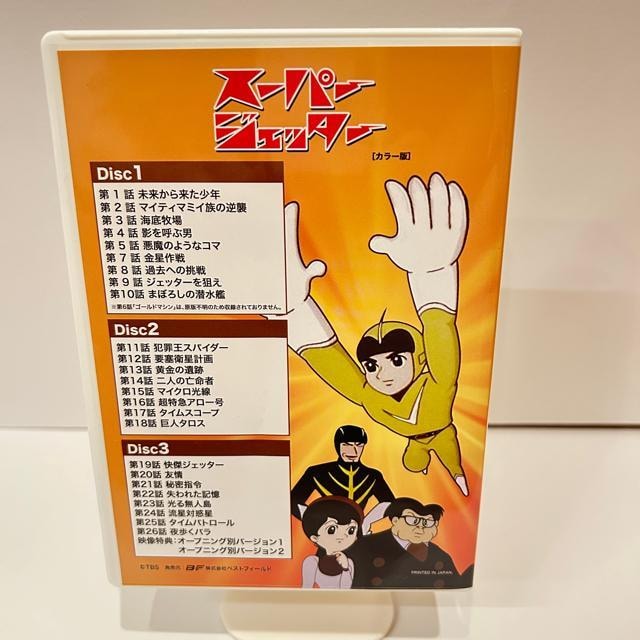 スーパー
ジェッター
[カラー版]
Disc1
第1話 未来から来た少年
第2話 マイティマミイ族の逆襲
第3話 海底牧場
第4話 影を呼ぶ男
第5話 悪魔のようなコマ
第7話 金星作戦
第8話 過去への挑戦
第9話 ジェッターを狙え
第10話 まぼろしの潜水艦
※第6話「ゴールドマシン」は、原版不明のため収録されておりません。
Disc2
第11話 犯罪王スパイダー
第12話 要塞衛星計画
第13話 黄金の遺跡
第14話 二人の亡命者
第15話 マイクロ光線
第16話 超特急アロー号
第17話 タイムスコープ
第18話 巨人タロス
Disc3
第19話 快傑ジェッター
第20話 友情
第21話 秘密指令
第22話 失われた記憶
第23話 光る無人島
第24話 流星対惑星
第25話 タイムパトロール
第26話 夜歩くバラ
映像特典:オープニング別バージョン1
オープニング別バージョン2
©TBS 発売元 BF 株式会社ベストフィールド
PRINTED IN JAPAN.